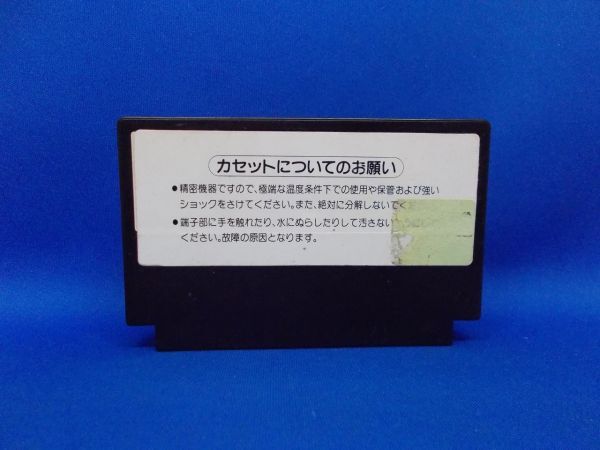 カセットについてのお願い
●精密機器ですので、極端な温度条件下での使用や保管および強い
ショックをさけてください。また、絶対に分解しないでく
●端子部に手を触れたり、水にぬらしたりして汚さない
ください。故障の原因となります。